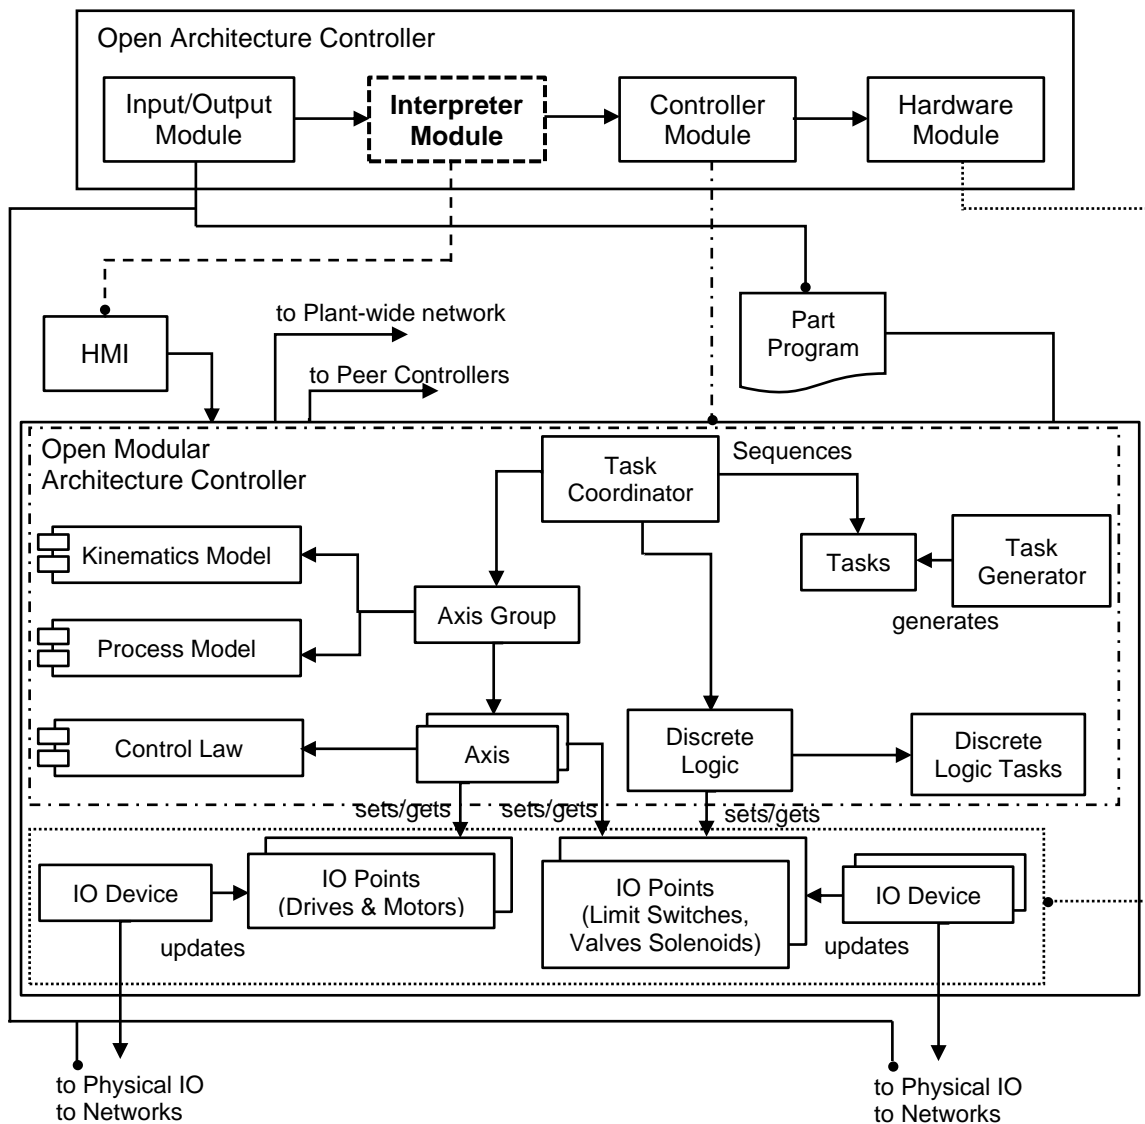 Open Architecture Controller
Input/Output
Module
Interpreter
Module
Controller
Module
Hardware
Module
to Plant-wide network
HMI
to Peer Controllers
Part
Program
Open Modular
Architecture Controller
Task
Coordinator
Sequences
Kinematics Model
Tasks
Task
Generator
generates
Axis Group
Process Model
Control Law
Axis
Discrete
Logic
Discrete
Logic Tasks
sets/gets
sets/gets
sets/gets
IO Device
IO Points
(Drives & Motors)
IO Points
(Limit Switches,
Valves Solenoids)
IO Device
updates
updates
to Physical IO
to Networks
to Physical IO
to Networks